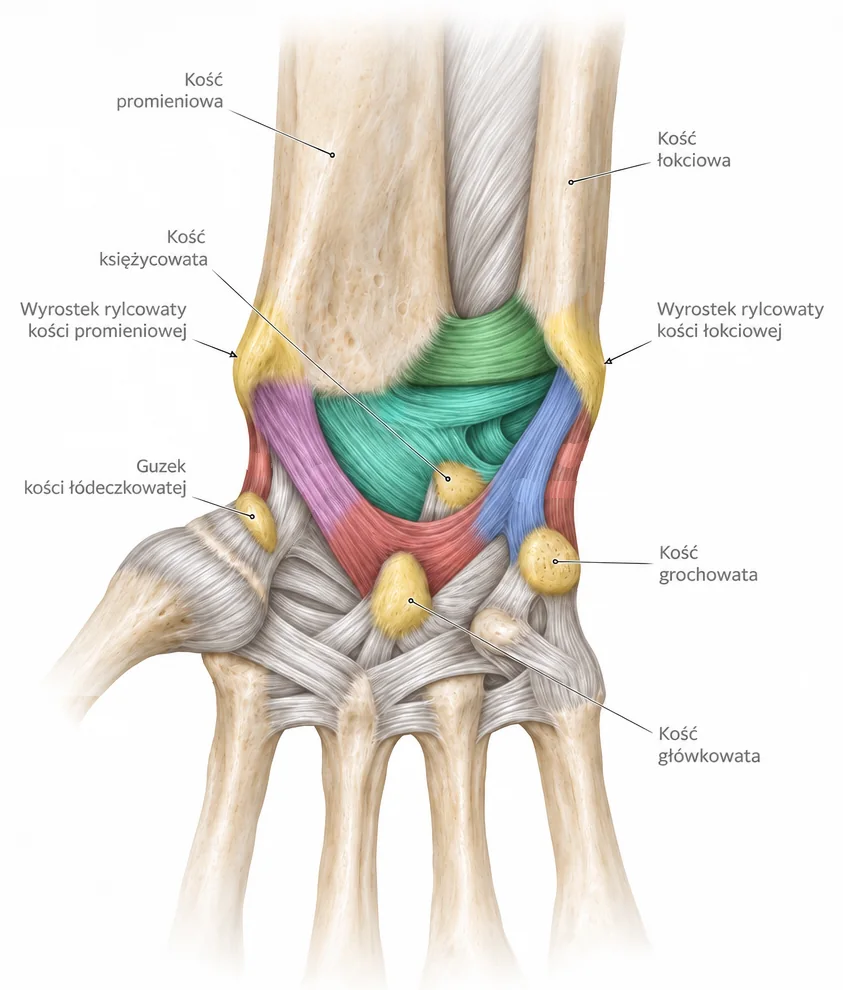 Kość
promieniowa
Kość
łokciowa
Kość
księżycowata
Wyrostek rylcowaty
kości promieniowej
Wyrostek rylcowaty
kości łokciowej
Guzek
kości łódeczkowatej
Kość
grochowata
Kość
główkowata